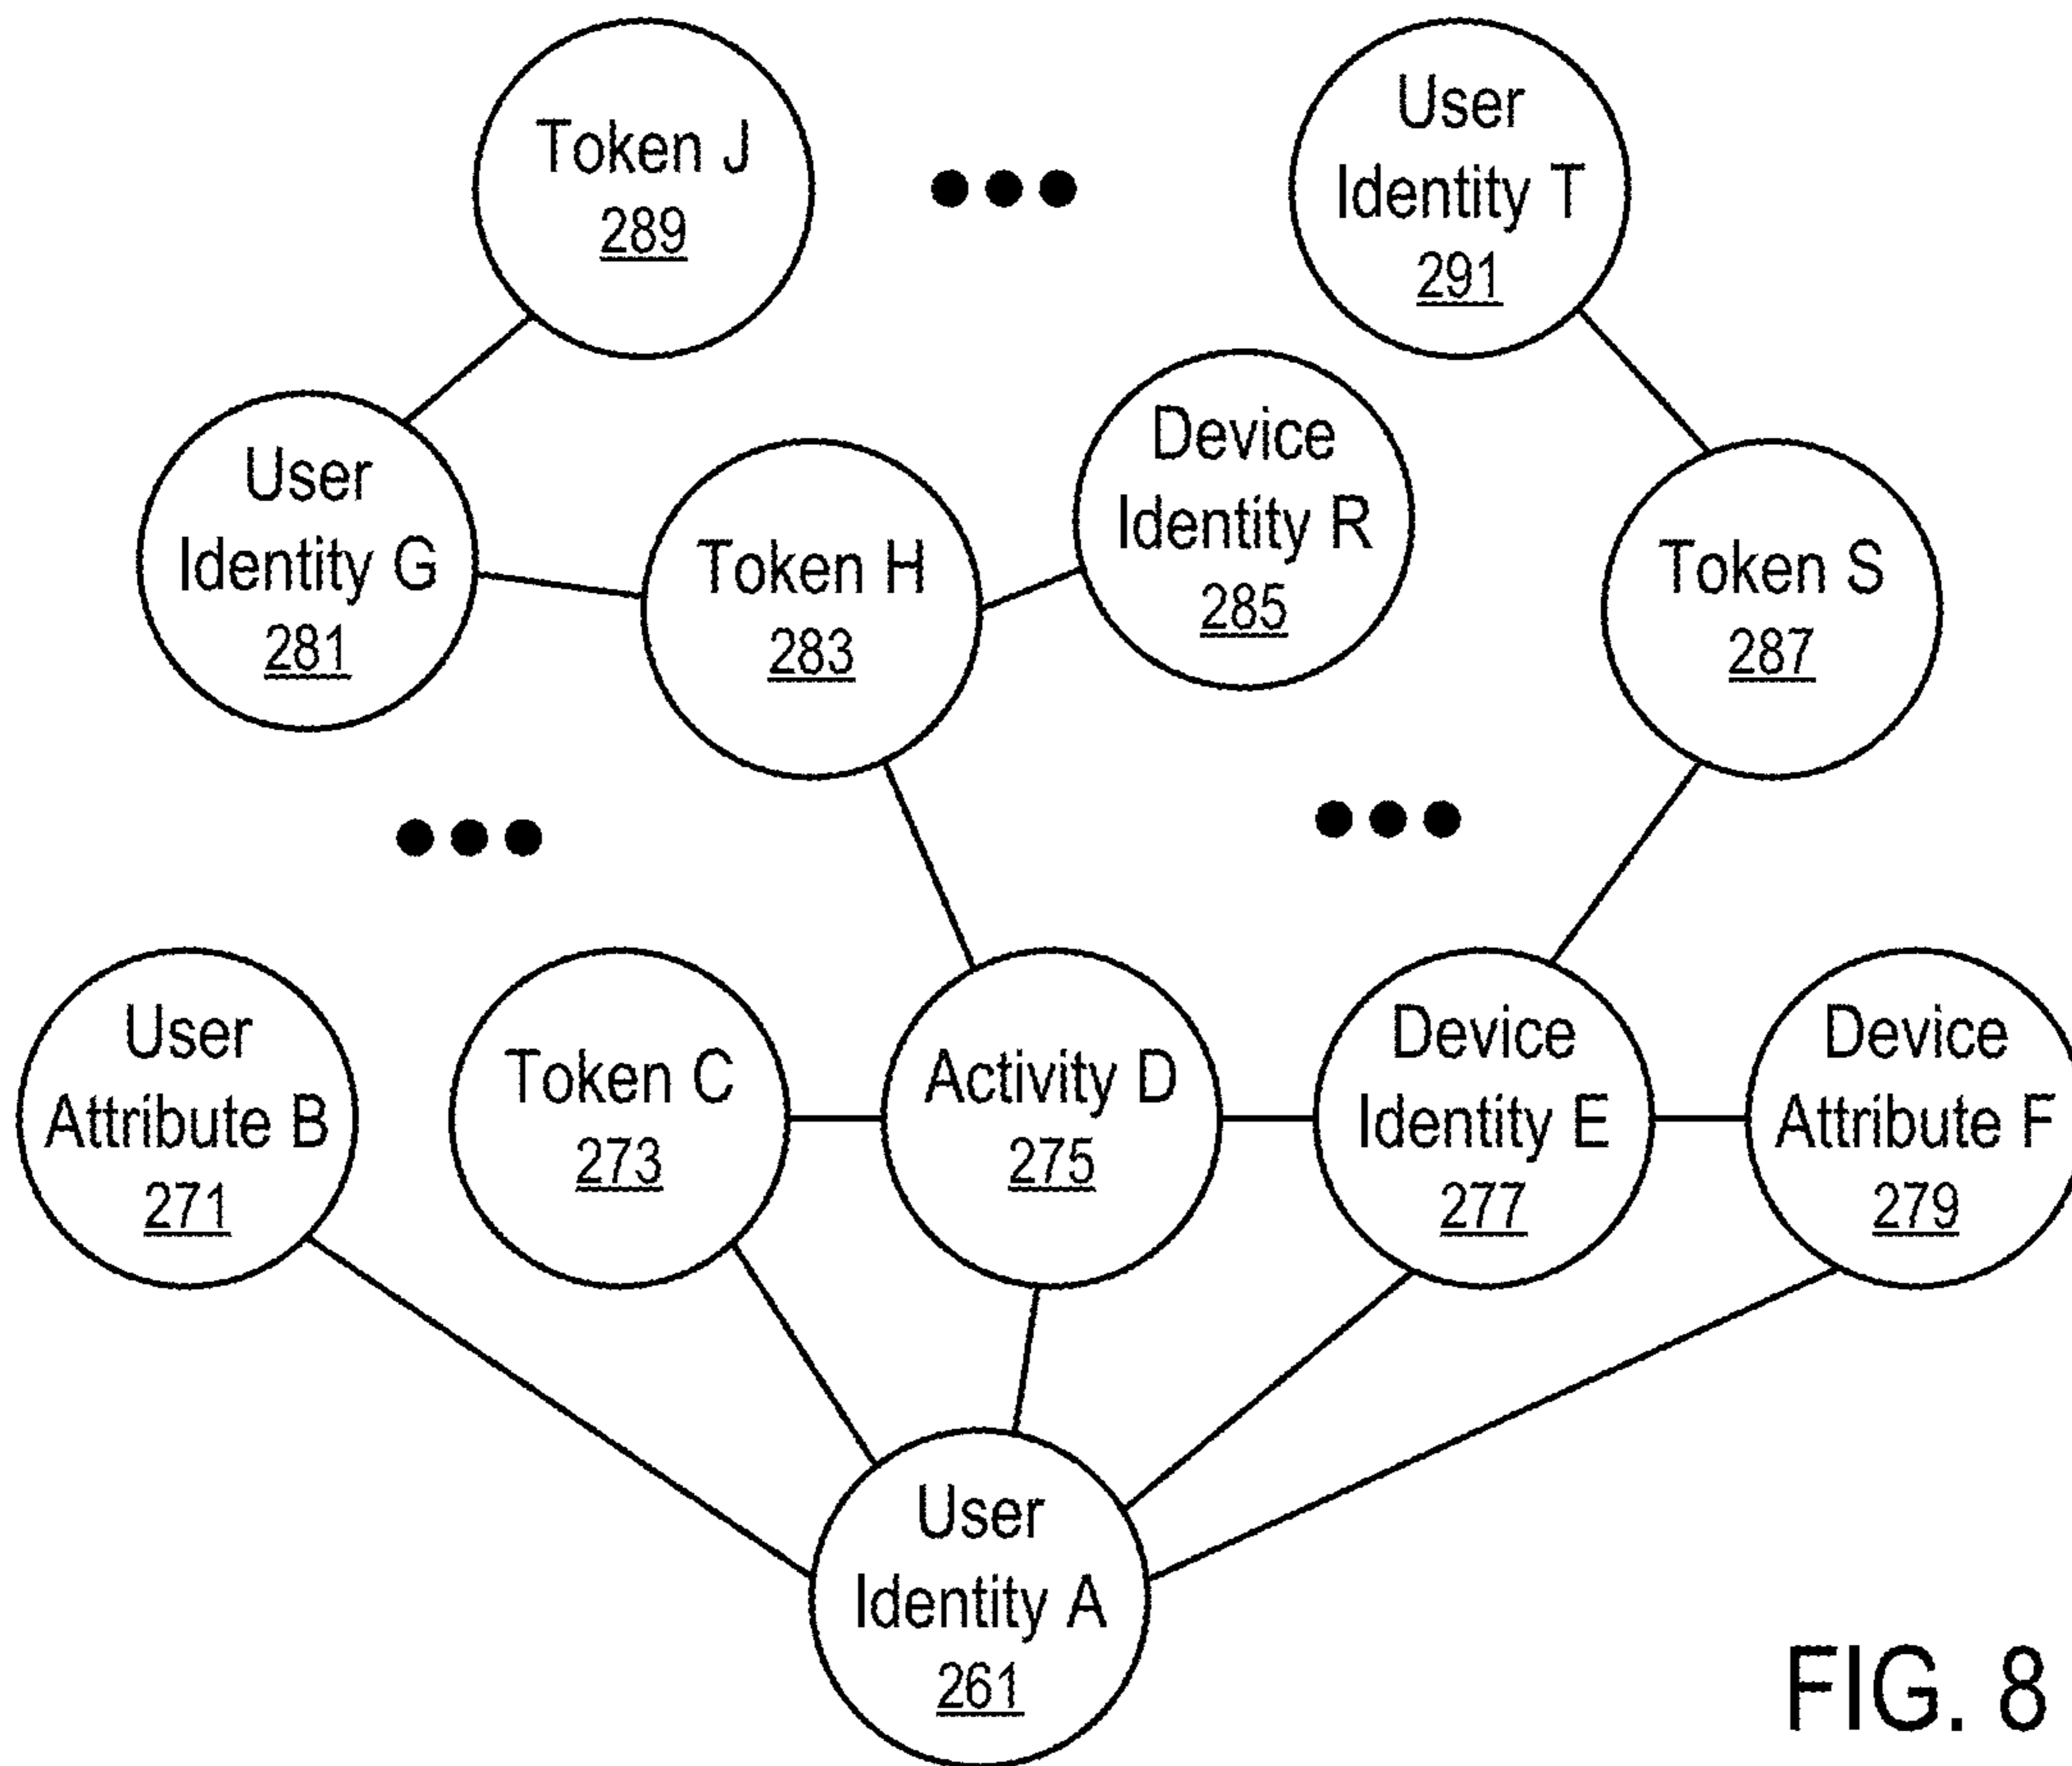 Token J
289
User
Identity T
291
User
Identity G
281
Token H
283
Device
Identity R
285
Token S
287
User
Attribute B
271
Token C
273
Activity D
275
Device
Identity E
277
Device
Attribute F
279
User
Identity A
261
FIG. 8